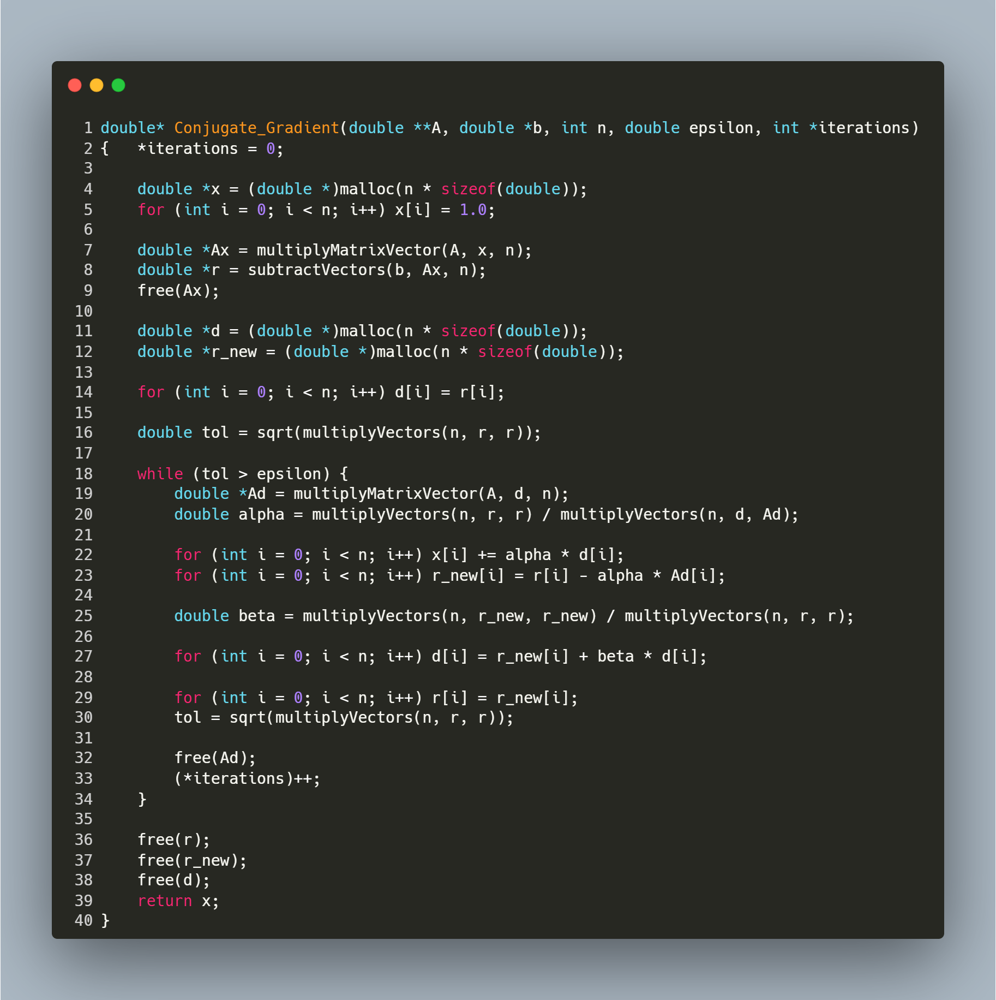 1 double* Conjugate_Gradient(double **A, double *b, int n, double epsilon, int *iterations)
2 {   *iterations = 0;
3
4     double *x = (double *)malloc(n * sizeof(double));
5     for (int i = 0; i < n; i++) x[i] = 1.0;
6
7     double *Ax = multiplyMatrixVector(A, x, n);
8     double *r = subtractVectors(b, Ax, n);
9     free(Ax);
10
11     double *d = (double *)malloc(n * sizeof(double));
12     double *r_new = (double *)malloc(n * sizeof(double));
13
14     for (int i = 0; i < n; i++) d[i] = r[i];
15
16     double tol = sqrt(multiplyVectors(n, r, r));
17
18     while (tol > epsilon) {
19         double *Ad = multiplyMatrixVector(A, d, n);
20         double alpha = multiplyVectors(n, r, r) / multiplyVectors(n, d, Ad);
21
22         for (int i = 0; i < n; i++) x[i] += alpha * d[i];
23         for (int i = 0; i < n; i++) r_new[i] = r[i] - alpha * Ad[i];
24
25         double beta = multiplyVectors(n, r_new, r_new) / multiplyVectors(n, r, r);
26
27         for (int i = 0; i < n; i++) d[i] = r_new[i] + beta * d[i];
28
29         for (int i = 0; i < n; i++) r[i] = r_new[i];
30         tol = sqrt(multiplyVectors(n, r, r));
31
32         free(Ad);
33         (*iterations)++;
34     }
35
36     free(r);
37     free(r_new);
38     free(d);
39     return x;
40 }